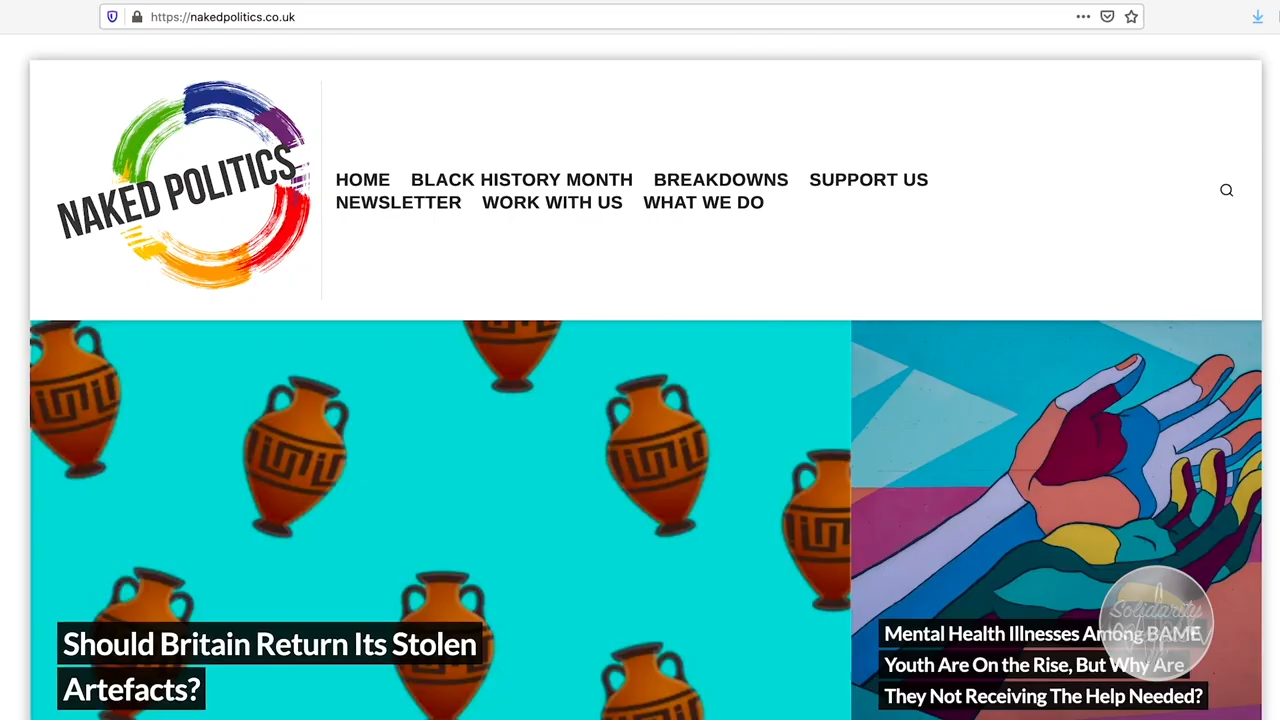 https://nakedpolitics.co.uk
NAKED POLITICS
HOME BLACK HISTORY MONTH BREAKDOWNS SUPPORT US
NEWSLETTER WORK WITH US WHAT WE DO
Should Britain Return Its Stolen
Artefacts?
Mental Health Illnesses Among BAME
Youth Are On the Rise, But Why Are
They Not Receiving The Help Needed?
Solidarity